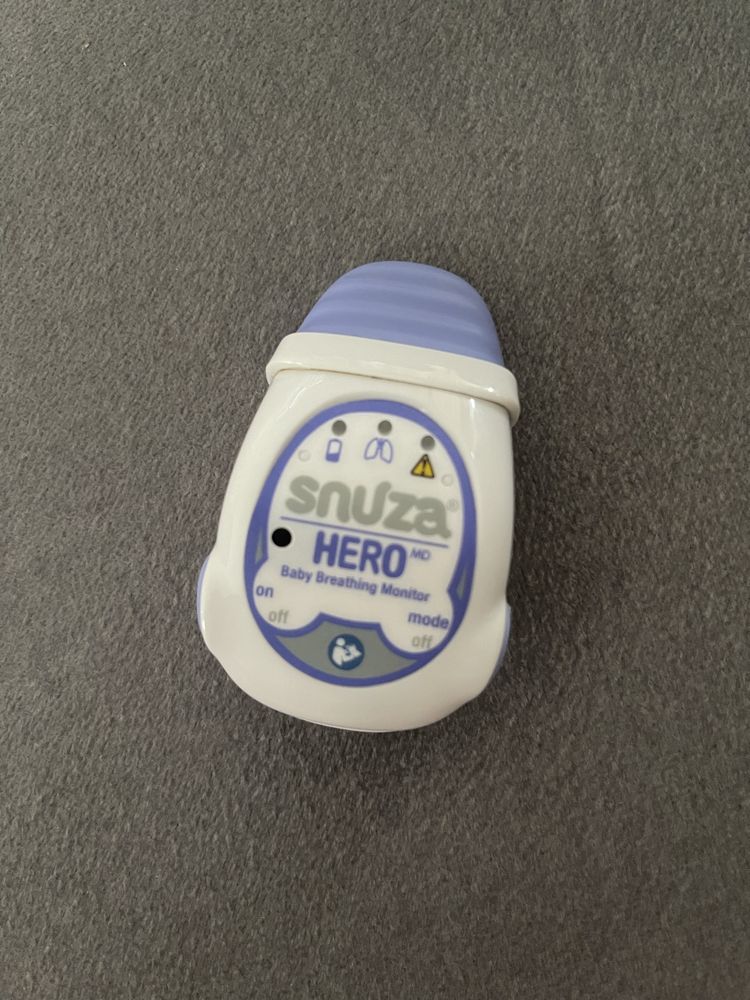 snuza®
HERO MD
Baby Breathing Monitor
on
off
mode
off